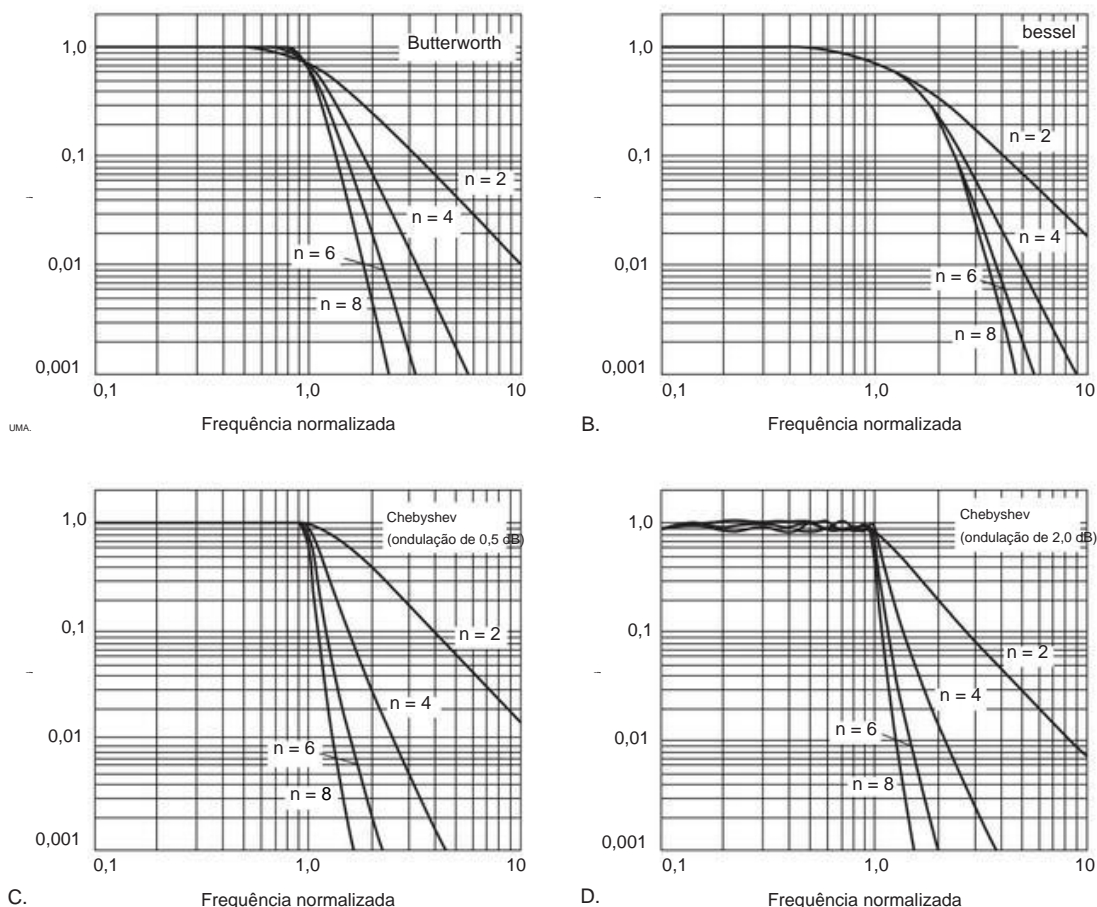 Butterworth
1,0
0,1
0,01
0,001
n = 2
n = 4
n = 6
n = 8
0,1
1,0
10
UMA.
Frequência normalizada
bessel
1,0
0,1
0,01
0,001
n = 2
n = 4
n = 6
n = 8
0,1
1,0
10
B.
Frequência normalizada
Chebyshev
(ondulação de 0,5 dB)
1,0
0,1
0,01
0,001
n = 2
n = 4
n = 6
n = 8
0,1
1,0
10
C.
Frequência normalizada
Chebyshev
(ondulação de 2,0 dB)
1,0
0,1
0,01
0,001
n = 2
n = 4
n = 6
n = 8
0,1
1,0
10
D.
Frequência normalizada